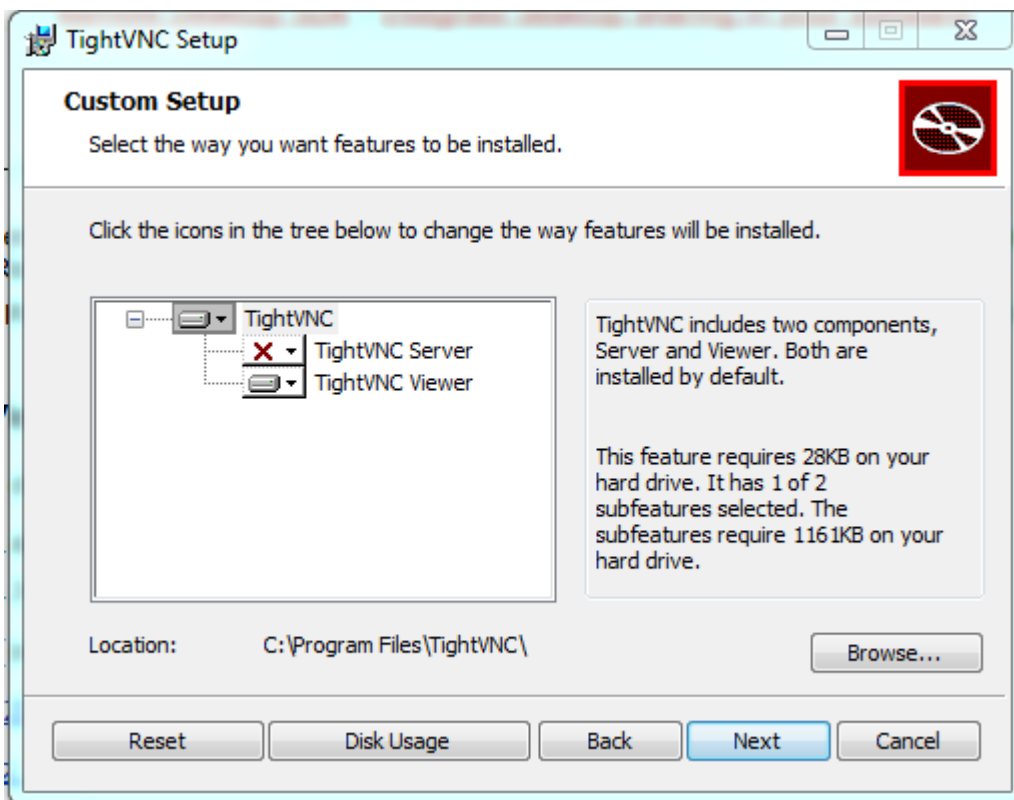 TightVNC Setup
Custom Setup
Select the way you want features to be installed.
Click the icons in the tree below to change the way features will be installed.
TightVNC
TightVNC Server
TightVNC Viewer
TightVNC includes two components,
Server and Viewer. Both are
installed by default.
This feature requires 28KB on your
hard drive. It has 1 of 2
subfeatures selected. The
subfeatures require 1161KB on your
hard drive.
Location: C:\Program Files\TightVNC\
Browse...
Reset Disk Usage Back Next Cancel